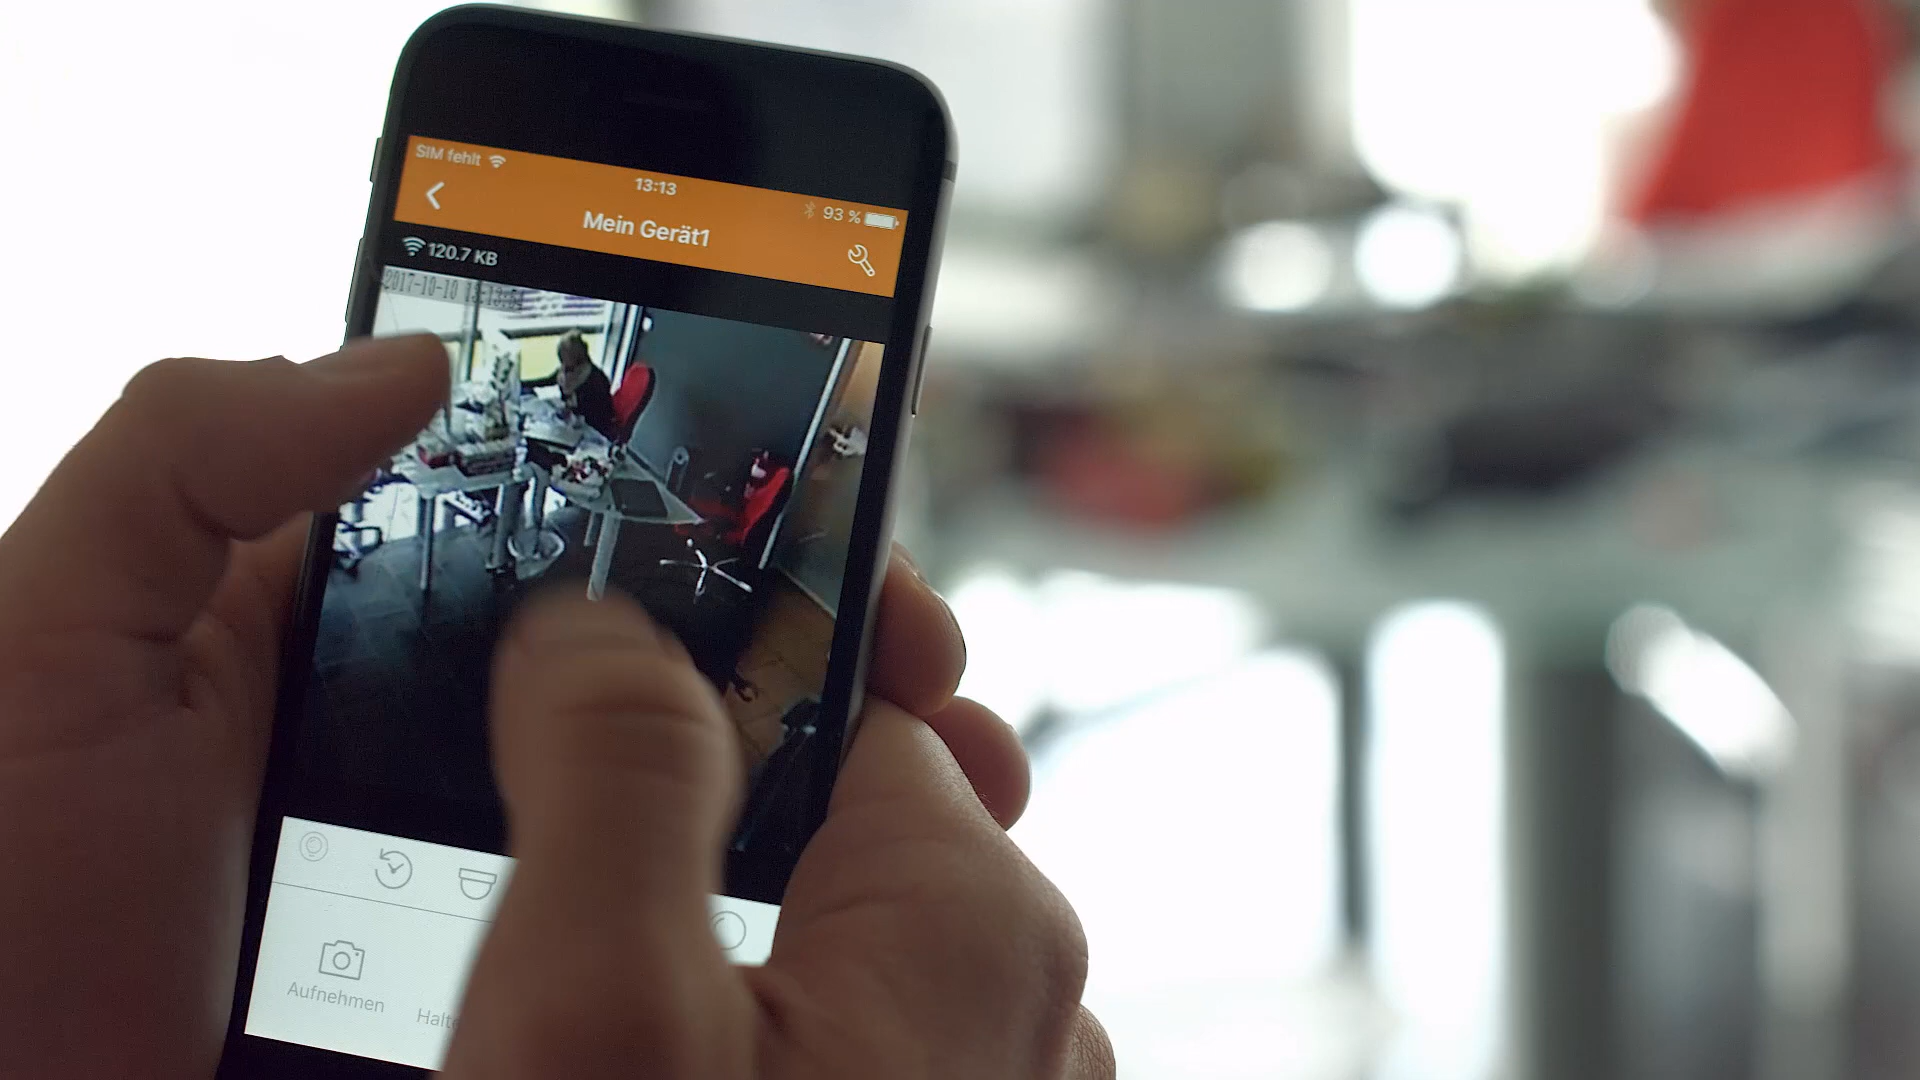 SIM fehlt
13:13
93 %
Mein Gerät1
120.7 KB
2017-10-10
Aufnehmen